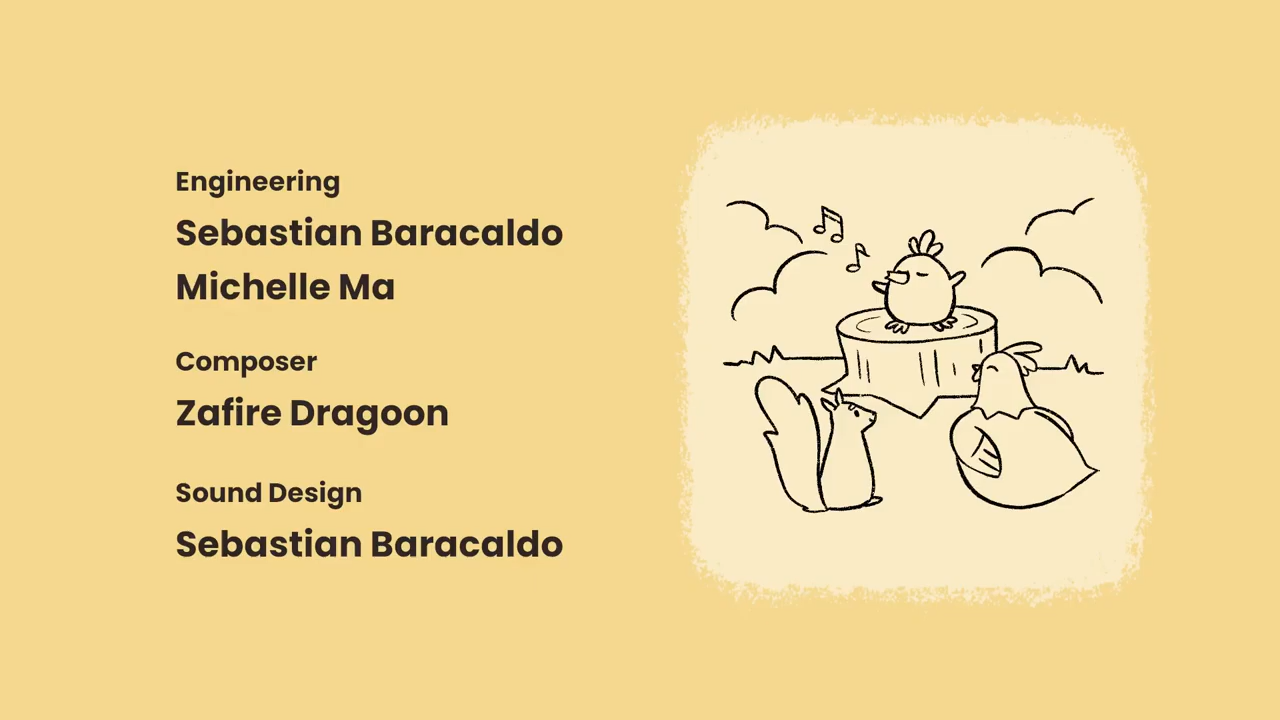 Engineering
Sebastian Baracaldo
Michelle Ma
Composer
Zafire Dragoon
Sound Design
Sebastian Baracaldo